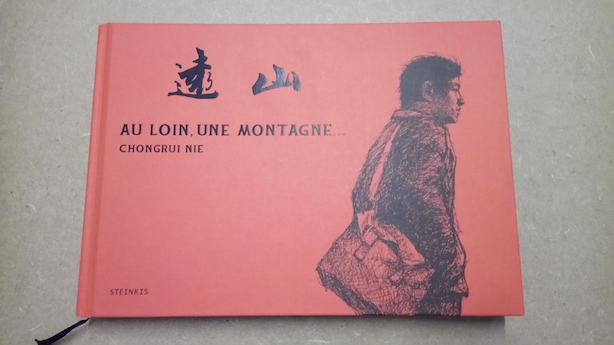 遠山
AU LOIN, UNE MONTAGNE...
CHONGRUI NIE
STEINKIS